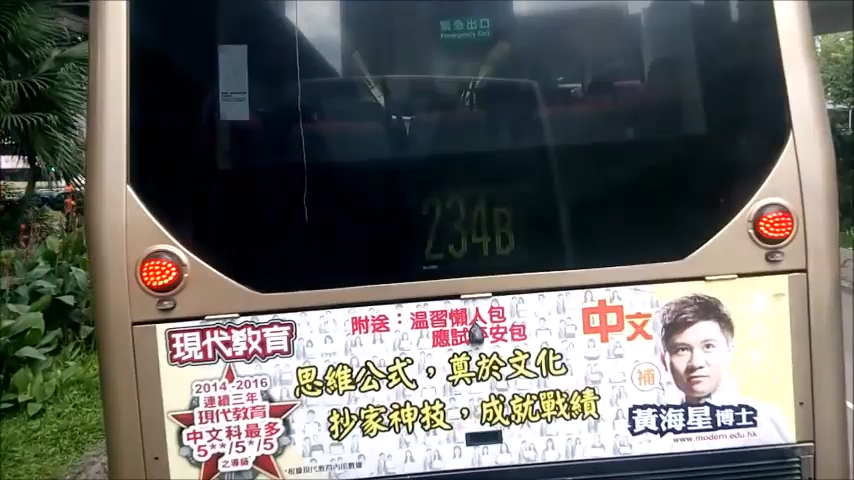 緊急出口
Emergency Exit
234B
現代教育
附送：溫習懶人包
應試錦囊
中文
2014-2016
連續三年
現代教育
中文科最多
5**/5*/5
之導師#
思維公式，奠於文化
抄家神技，成就戰績
補
黃海星博士
www.modern.edu.hk